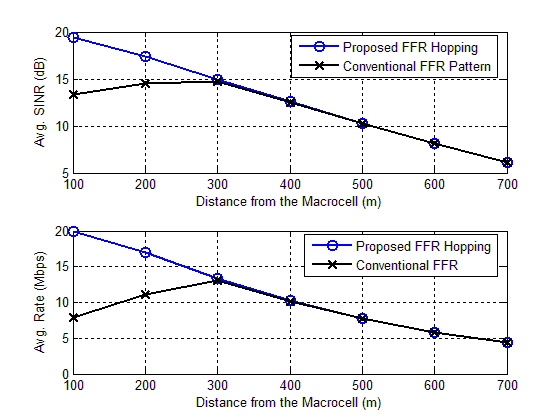 20
15
10
5
Avg. SINR (dB)
Proposed FFR Hopping
Conventional FFR Pattern
100 200 300 400 500 600 700
Distance from the Macrocell (m)
20
15
10
5
0
Avg. Rate (Mbps)
Proposed FFR Hopping
Conventional FFR
100 200 300 400 500 600 700
Distance from the Macrocell (m)